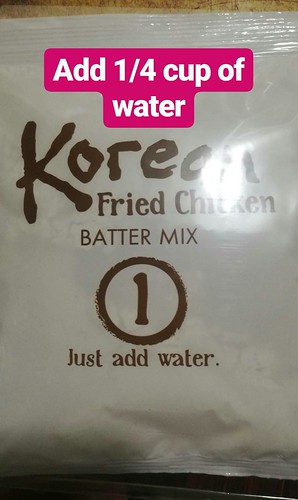 Add 1/4 cup of
water
Korean
Fried Chicken
BATTER MIX
1
Just add water.